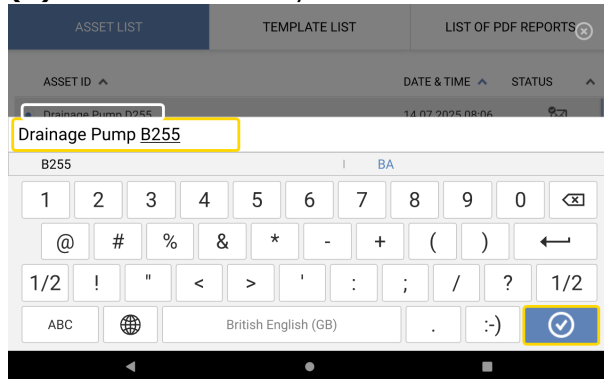 ASSET LIST TEMPLATE LIST LIST OF PDF REPORTS
ASSET ID DATE & TIME STATUS
Drainage Pump D255 14.07.2025 08:06
Drainage Pump B255
B255 BA
1 2 3 4 5 6 7 8 9 0
@ # % & * - + ( )
1/2 ! " < > ' : ; / ? 1/2
ABC British English (GB) . :-)